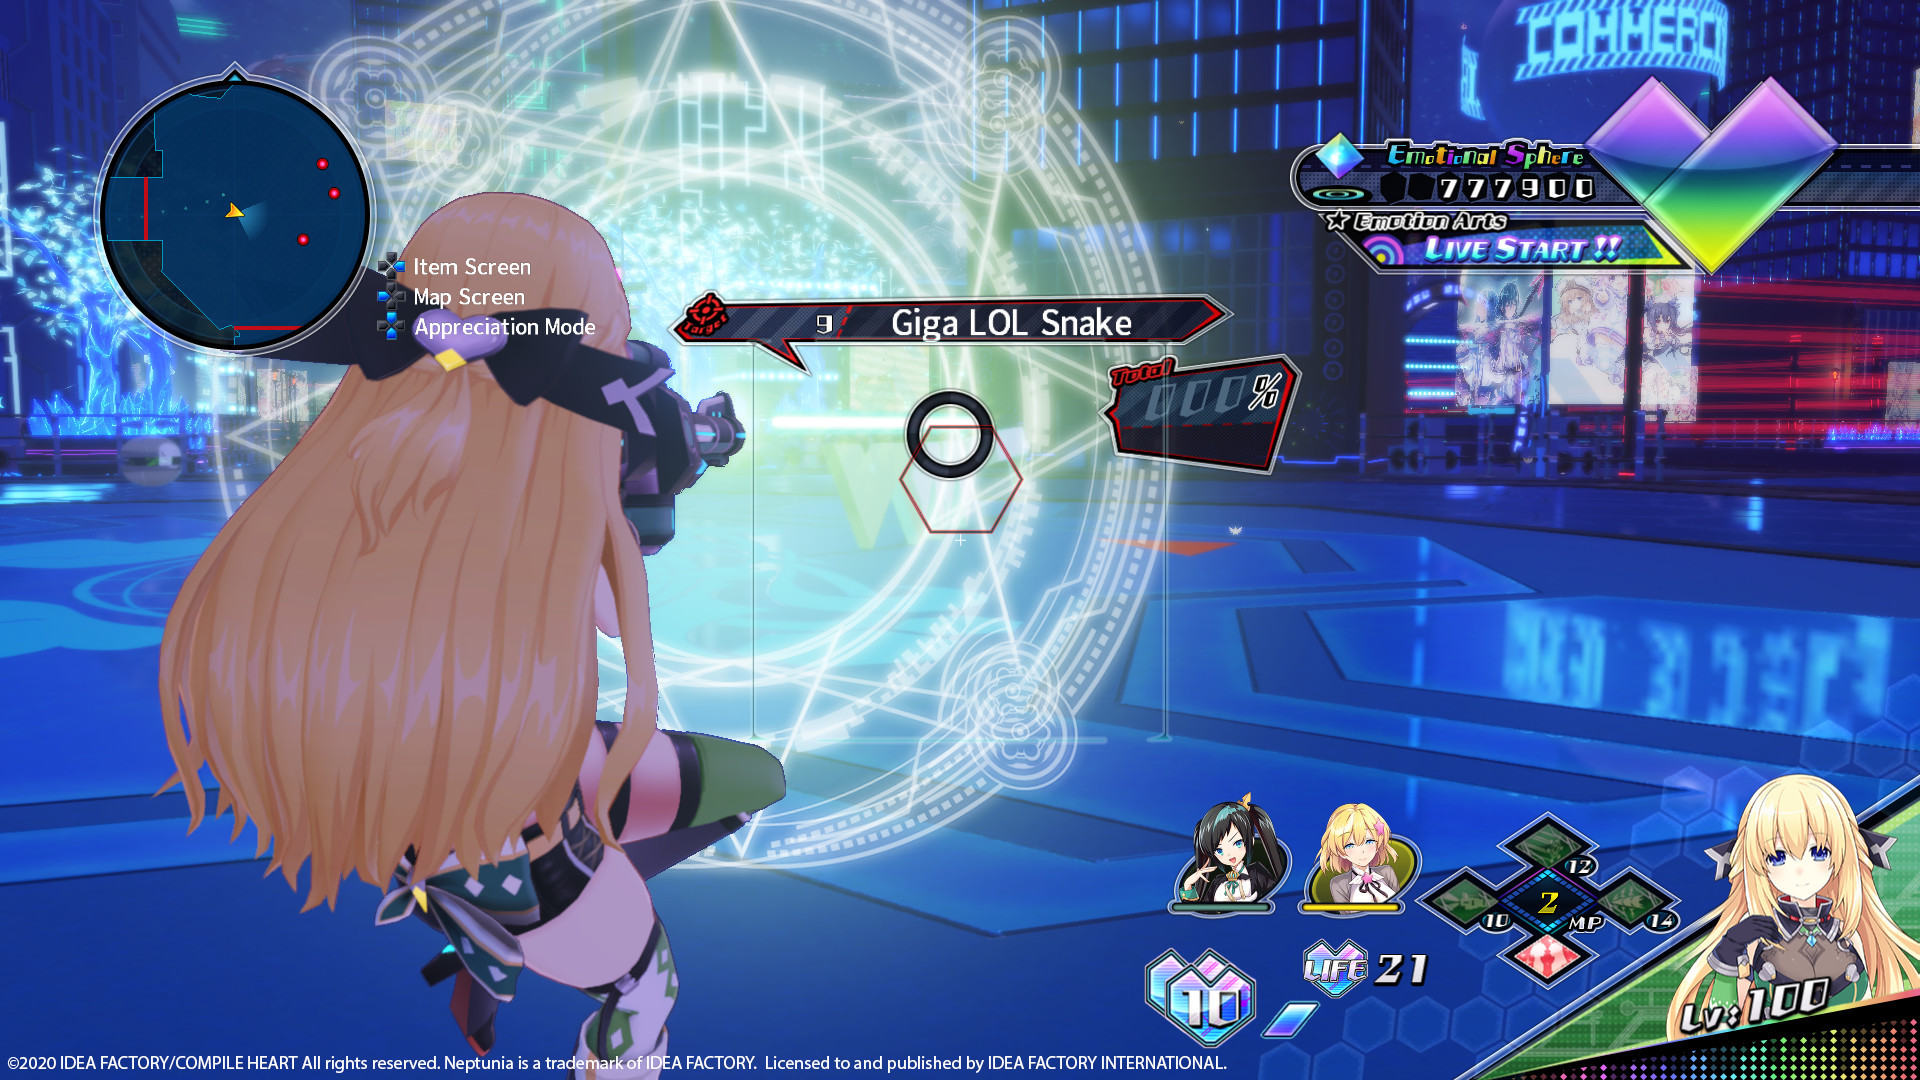 COMMERC
Emotional Sphere
777900
★ Emotion Arts
LIVE START !!
Item Screen
Map Screen
Appreciation Mode
Target
9 Giga LOL Snake
Total
000%
12
10
2 MP
14
LIFE 21
10
Lv:100
©2020 IDEA FACTORY/COMPILE HEART All rights reserved. Neptunia is a trademark of IDEA FACTORY. Licensed to and published by IDEA FACTORY INTERNATIONAL.